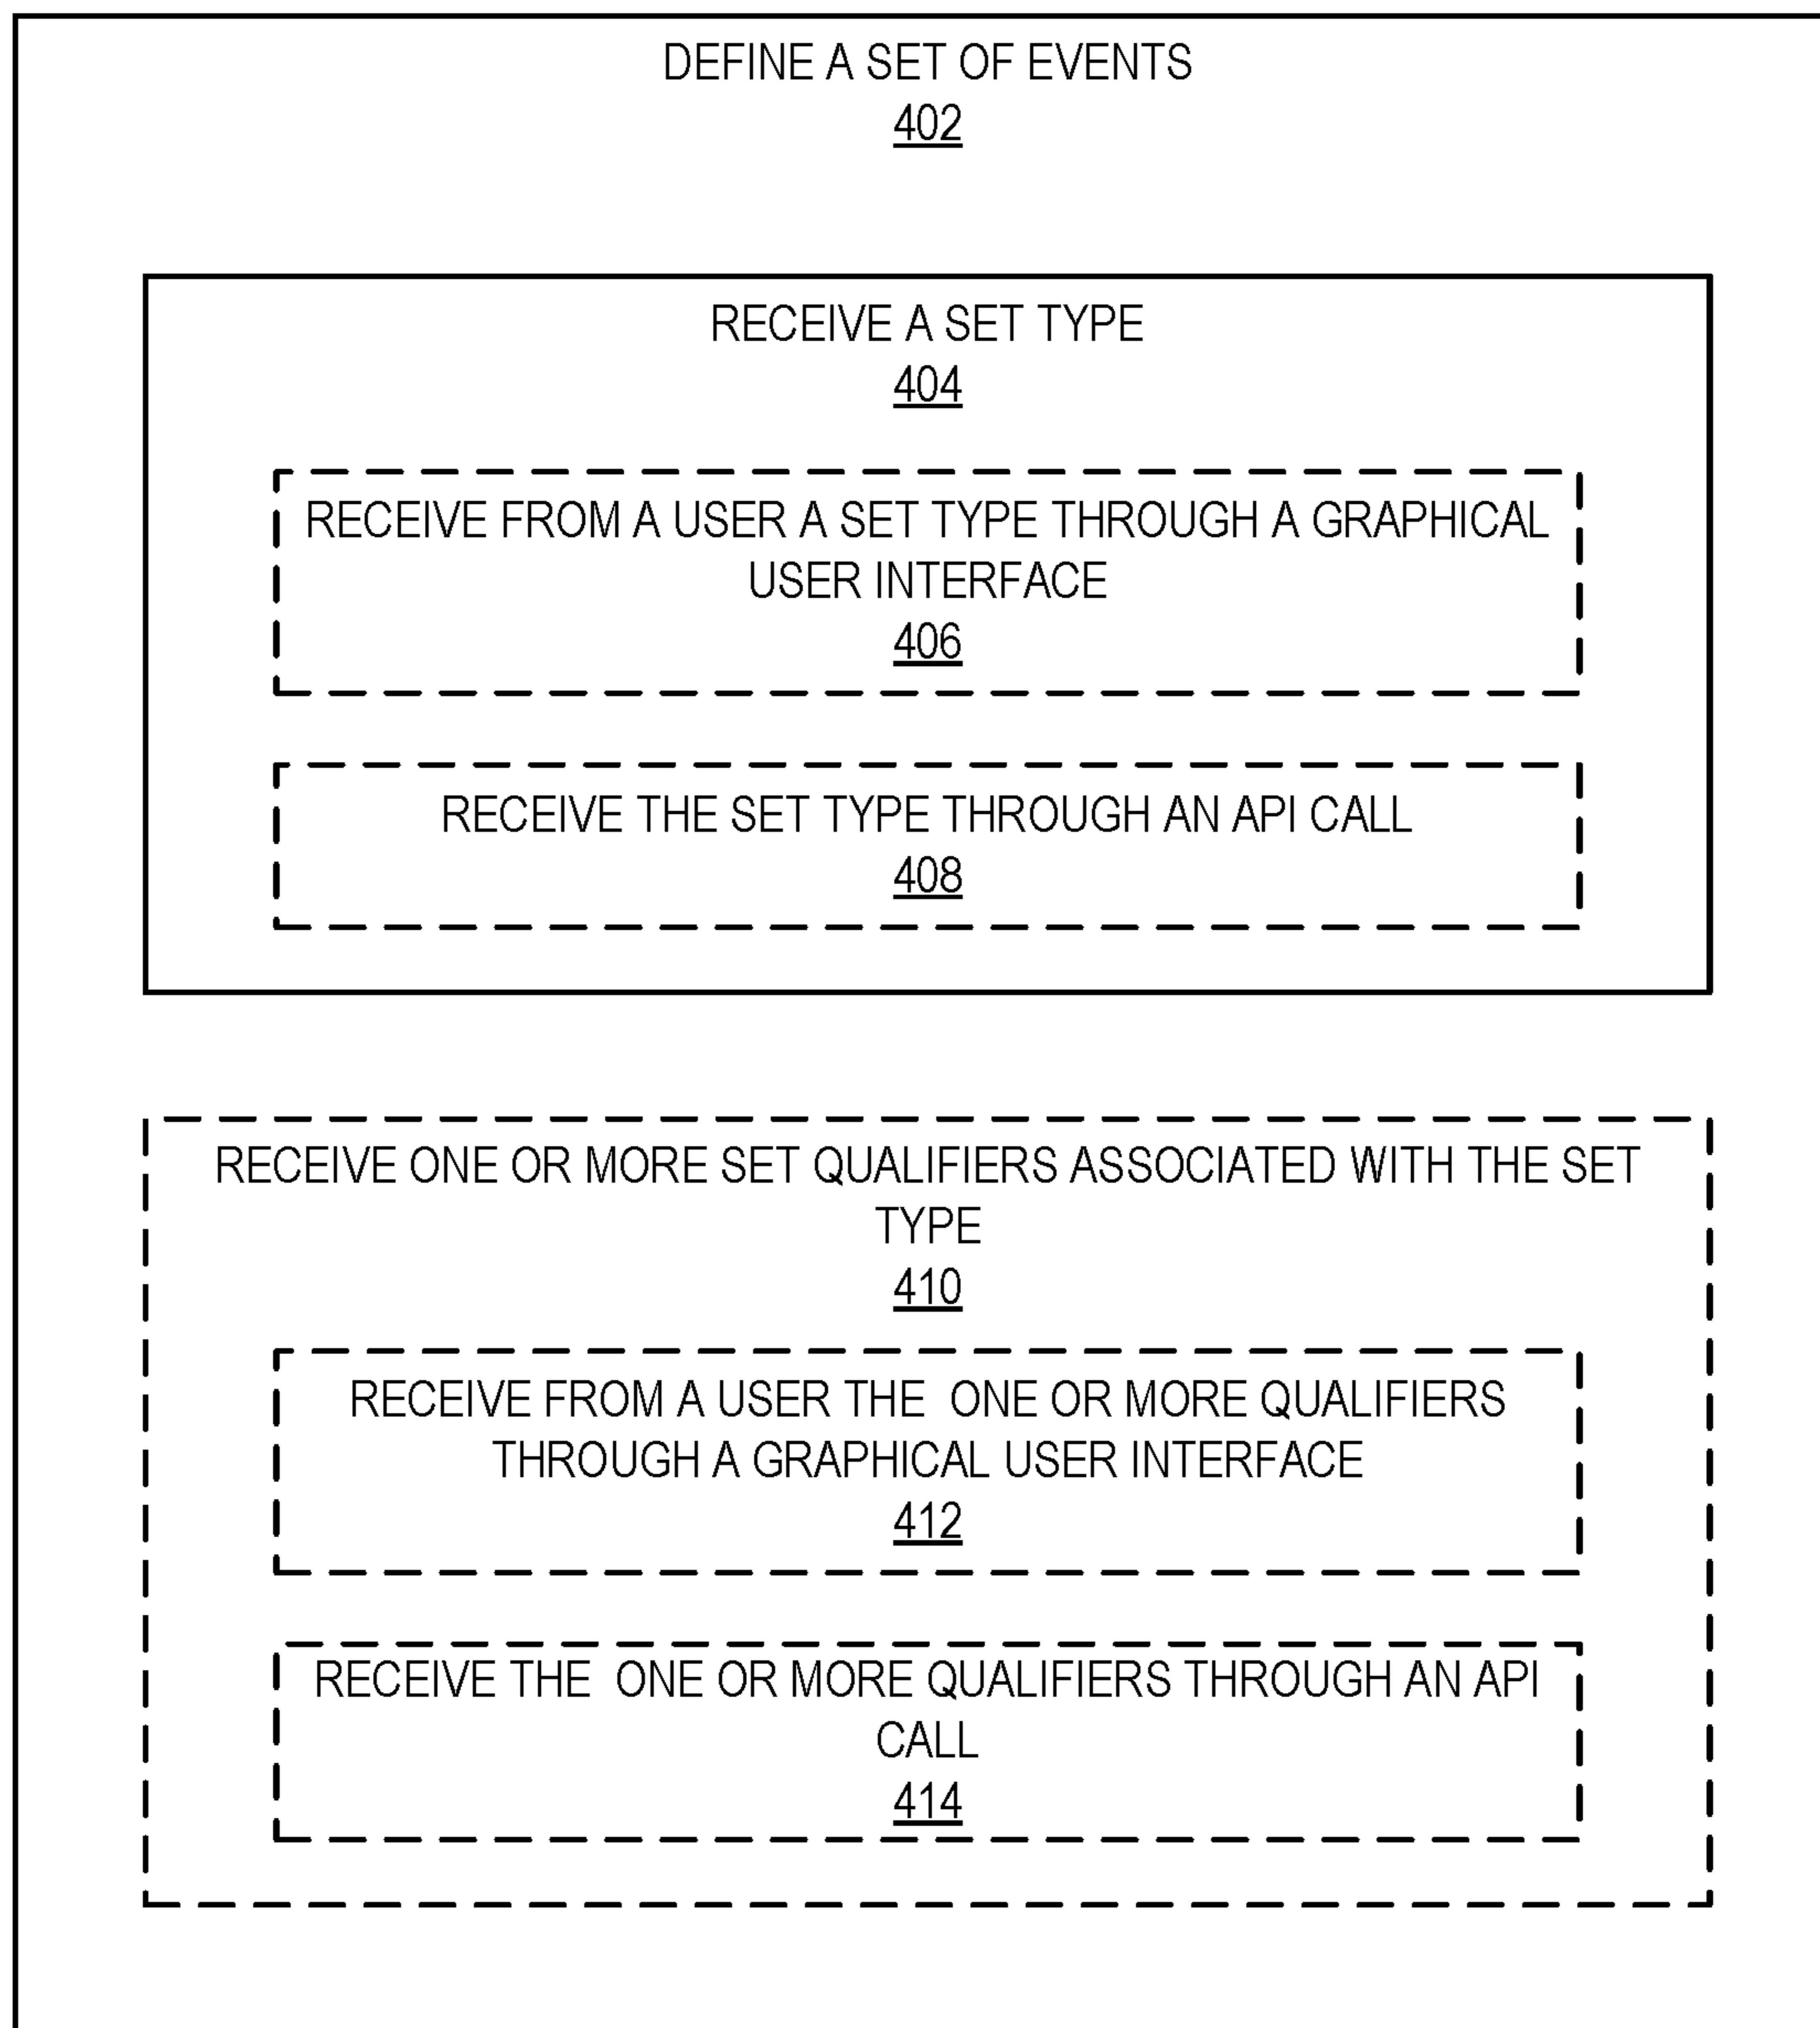 DEFINE A SET OF EVENTS
402
RECEIVE A SET TYPE
404
RECEIVE FROM A USER A SET TYPE THROUGH A GRAPHICAL
USER INTERFACE
406
RECEIVE THE SET TYPE THROUGH AN API CALL
408
RECEIVE ONE OR MORE SET QUALIFIERS ASSOCIATED WITH THE SET
TYPE
410
RECEIVE FROM A USER THE  ONE OR MORE QUALIFIERS
THROUGH A GRAPHICAL USER INTERFACE
412
RECEIVE THE  ONE OR MORE QUALIFIERS THROUGH AN API
CALL
414